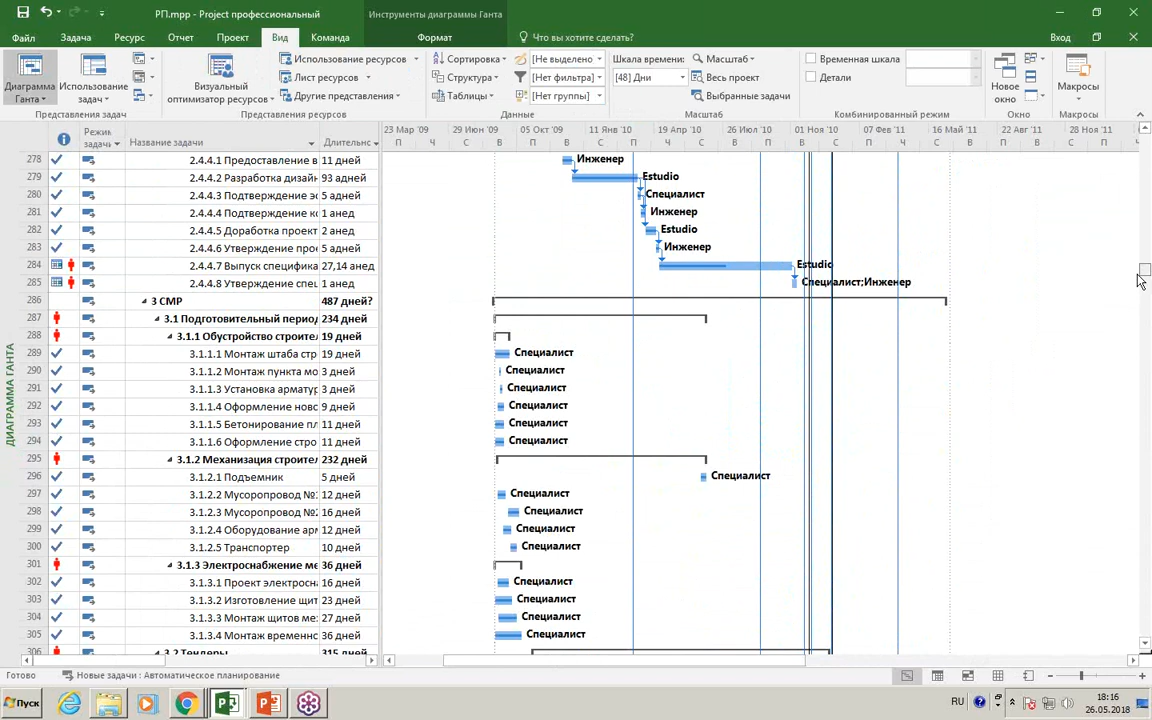 РП.mpp - Project профессиональный
Инструменты диаграммы Ганта
Файл Задача Ресурс Отчет Проект Вид Команда Формат Что вы хотите сделать? Вход
Диаграмма Ганта
Использование задач
Представления задач
Визуальный оптимизатор ресурсов
Использование ресурсов
Лист ресурсов
Другие представления
Представления ресурсов
Сортировка
Структура
Таблицы
[Не выделено]
[Нет фильтра]
[Нет группы]
Данные
Шкала времени:
[48] Дни
Масштаб
Весь проект
Выбранные задачи
Масштаб
Временная шкала
Детали
Комбинированный режим
Новое окно
Окно
Макросы
Макросы
Режим задачи Название задачи Длительнс
23 Мар '09 29 Июн '09 05 Окт '09 11 Янв '10 19 Апр '10 26 Июл '10 01 Ноя '10 07 Фев '11 16 Май '11 22 Авг '11 28 Ноя '11
П С В Ч П В С П Ч С В П С В Ч П В С П Ч С
278 2.4.4.1 Предоставление в 11 дней Инженер
279 2.4.4.2 Разработка дизайн 93 адней Estudio
280 2.4.4.3 Подтверждение эс 5 адней Специалист
281 2.4.4.4 Подтверждение кс 1 анед Инженер
282 2.4.4.5 Доработка проект 2 анед Estudio
283 2.4.4.6 Утверждение прое 5 адней Инженер
284 2.4.4.7 Выпуск специфика 27,14 анед Estudio
285 2.4.4.8 Утверждение спец 1 анед Специалист;Инженер
286 3 СМР 487 дней?
287 3.1 Подготовительный период 234 дней
288 3.1.1 Обустройство строител 19 дней
289 3.1.1.1 Монтаж штаба стр 19 дней Специалист
290 3.1.1.2 Монтаж пункта мо 3 дней Специалист
291 3.1.1.3 Установка арматур 3 дней Специалист
292 3.1.1.4 Оформление ново 9 дней Специалист
293 3.1.1.5 Бетонирование пл 11 дней Специалист
294 3.1.1.6 Оформление стро 11 дней Специалист
295 3.1.2 Механизация строител 232 дней
296 3.1.2.1 Подъемник 5 дней Специалист
297 3.1.2.2 Мусоропровод №1 12 дней Специалист
298 3.1.2.3 Мусоропровод №2 16 дней Специалист
299 3.1.2.4 Оборудование арм 12 дней Специалист
300 3.1.2.5 Транспортер 10 дней Специалист
301 3.1.3 Электроснабжение ме 36 дней
302 3.1.3.1 Проект электросн 16 дней Специалист
303 3.1.3.2 Изготовление щит 23 дней Специалист
304 3.1.3.3 Монтаж щитов ме 27 дней Специалист
305 3.1.3.4 Монтаж временно 36 дней Специалист
306 3.2 Тендеры 315 дней
ДИАГРАММА ГАНТА
Готово Новые задачи : Автоматическое планирование
Пуск RU 18:16
26.05.2018